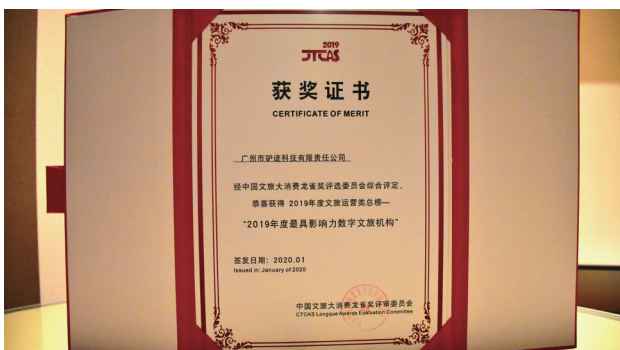 2019
CTCAS
获奖证书
CERTIFICATE OF MERIT
广州市驴迹科技有限责任公司
经中国文旅大消费龙雀奖评选委员会综合评定,
恭喜获得 2019年度文旅运营类总榜—
“2019年度最具影响力数字文旅机构”
签发日期: 2020.01
Issued in: January of 2020
中国文旅大消费龙雀奖评审委员会
CTCAS Longque Awards Evaluation Committee